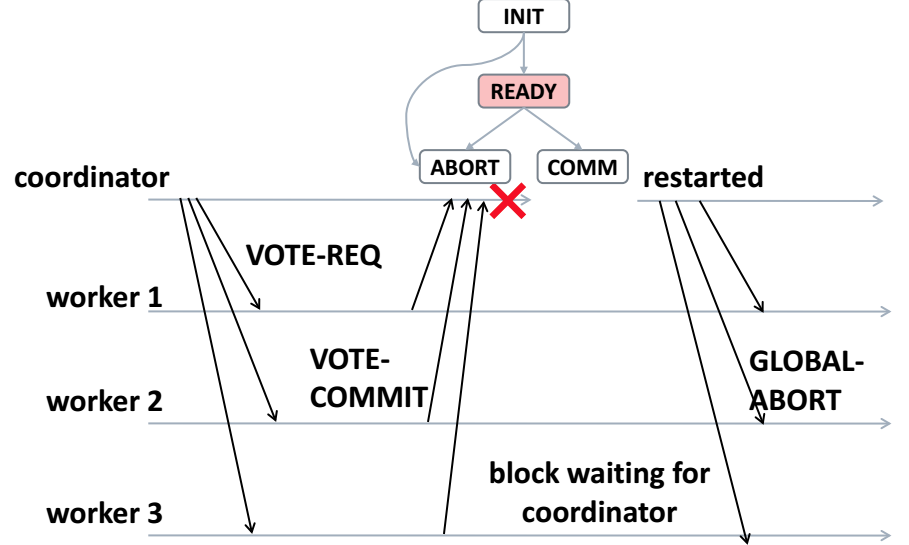 INIT
READY
ABORT
COMM
coordinator
restarted
VOTE-REQ
worker 1
VOTE-
COMMIT
GLOBAL-
ABORT
worker 2
block waiting for
coordinator
worker 3